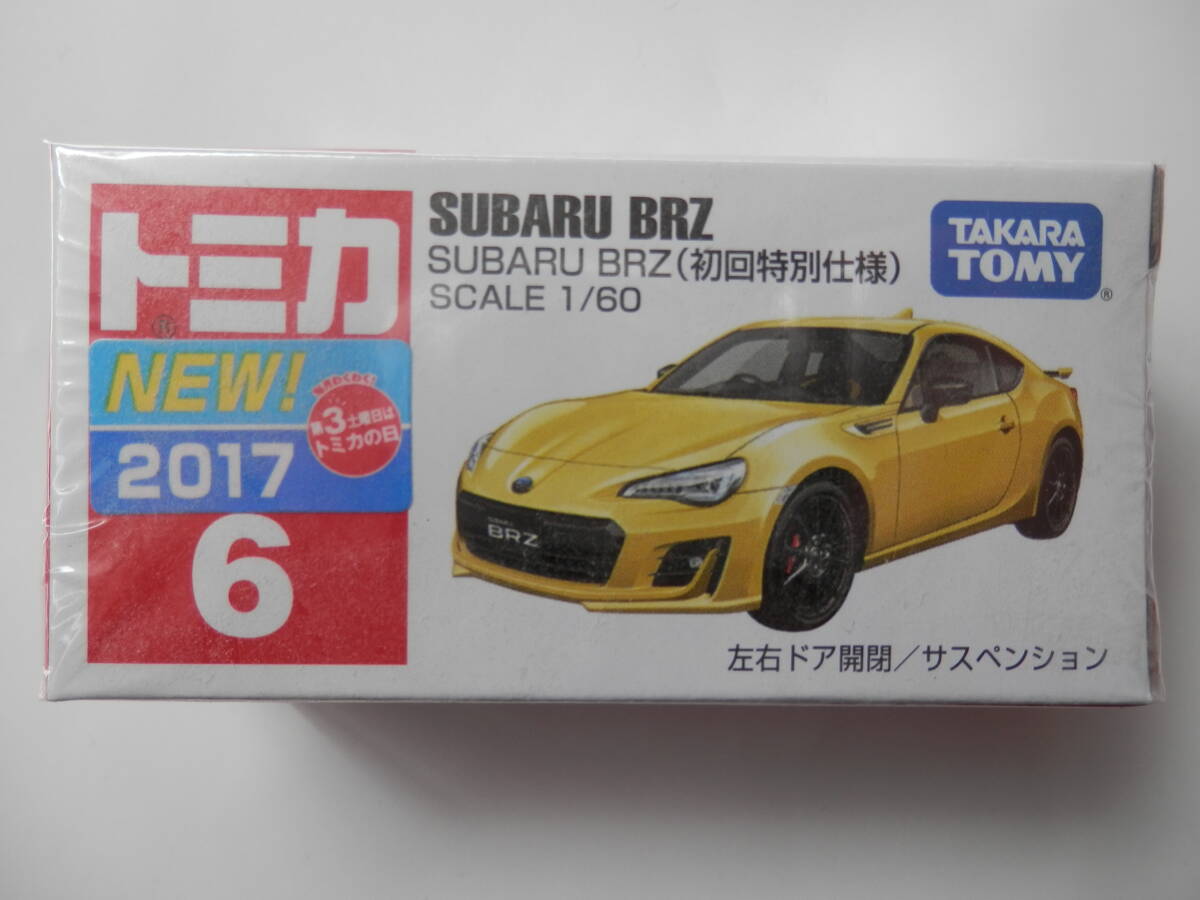 トミカ
®
NEW!
毎月わくわく!
第3土曜日は
トミカの日
2017
6
SUBARU BRZ
SUBARU BRZ(初回特別仕様)
SCALE 1/60
TAKARA
TOMY
®
SUBARU
BRZ
左右ドア開閉/サスペンション